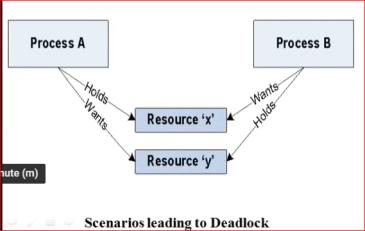 Process A
Process B
Holds
Wants
Wants
Holds
Resource ‘x’
Resource ‘y’
nute (m)
Scenarios leading to Deadlock